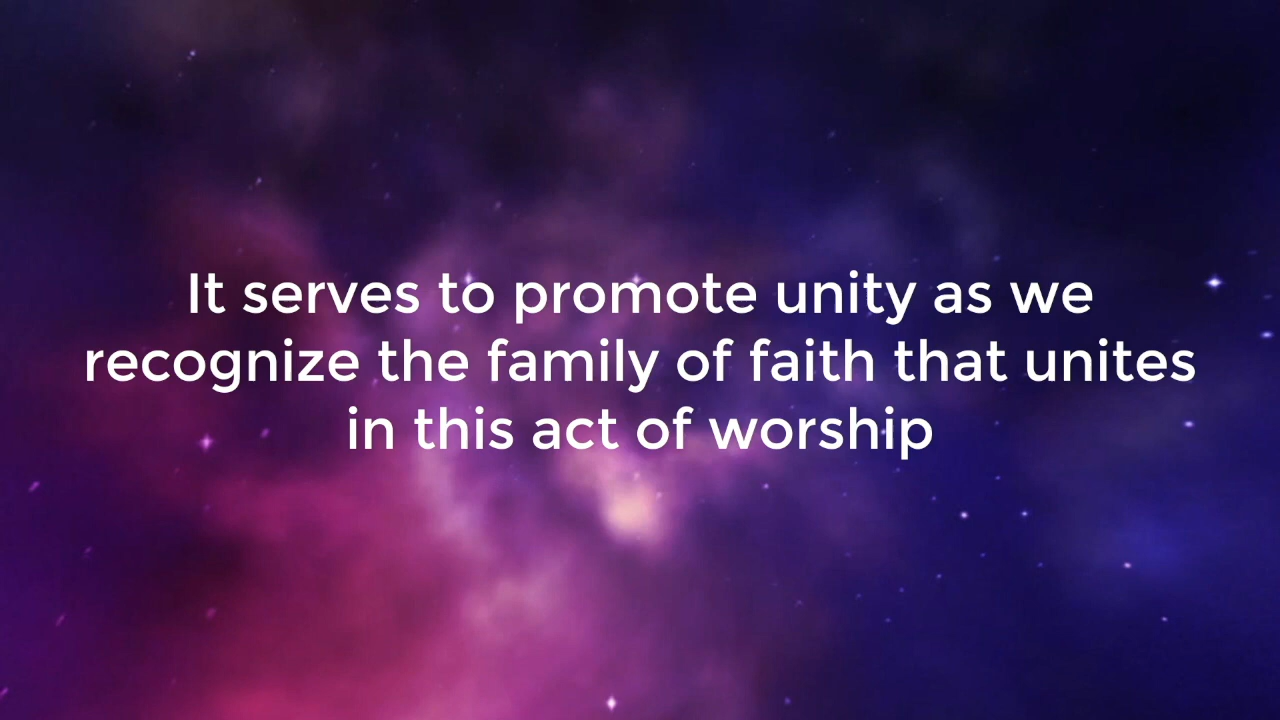 It serves to promote unity as we
recognize the family of faith that unites
in this act of worship